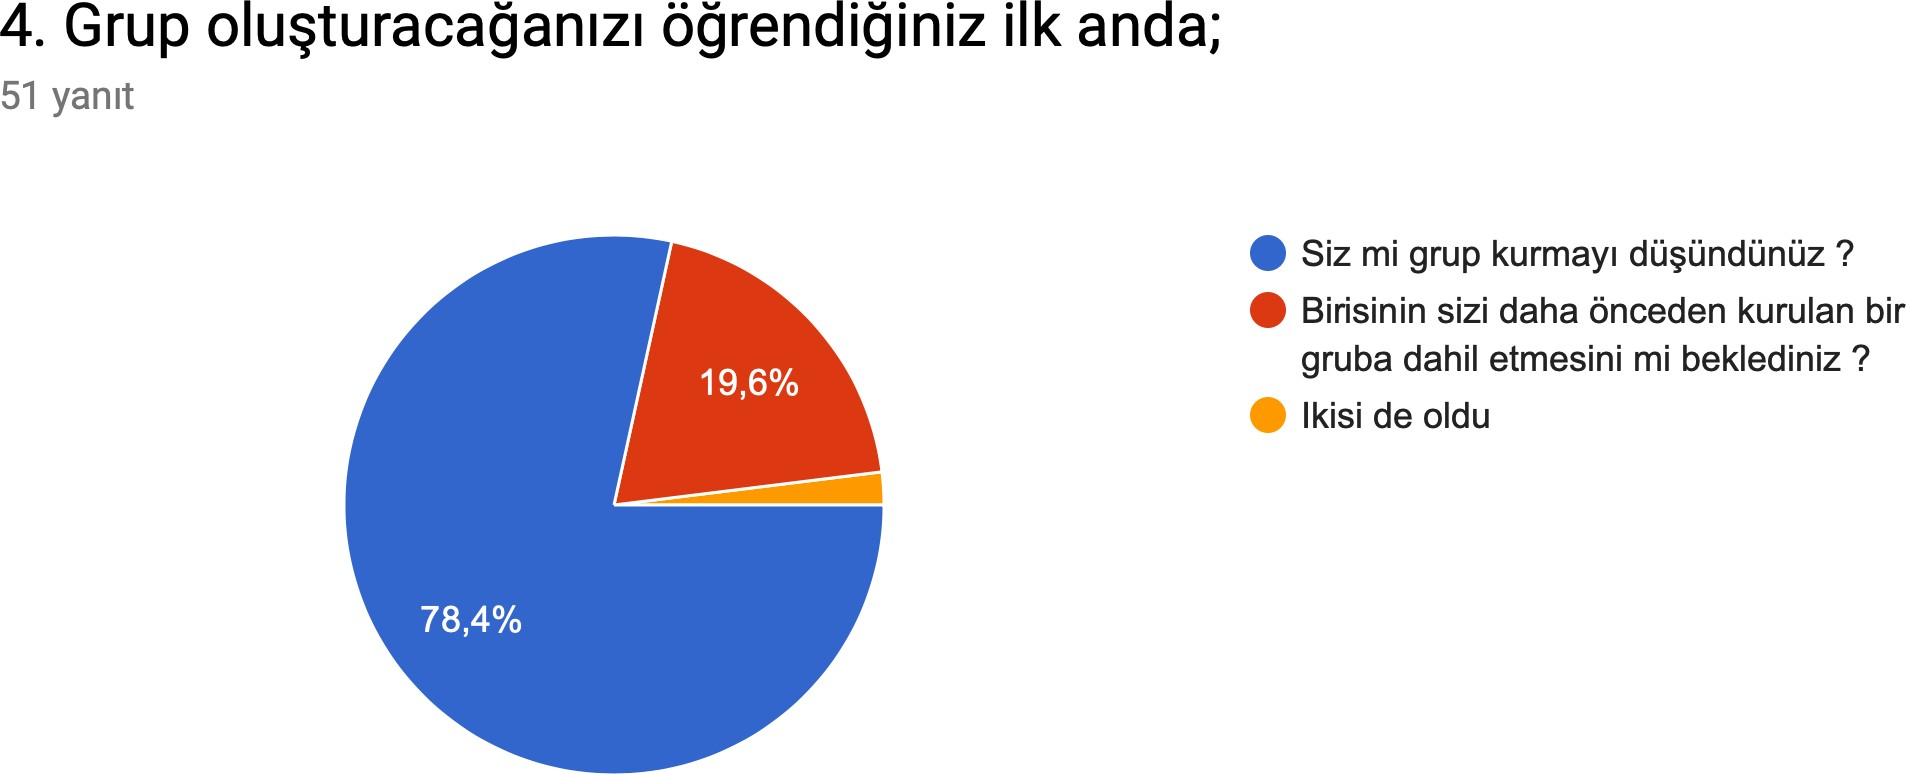 4. Grup oluşturacağanızı öğrendiğiniz ilk anda;
51 yanıt
Siz mi grup kurmayı düşündünüz ?
Birisinin sizi daha önceden kurulan bir
gruba dahil etmesini mi beklediniz ?
Ikisi de oldu
19,6%
78,4%